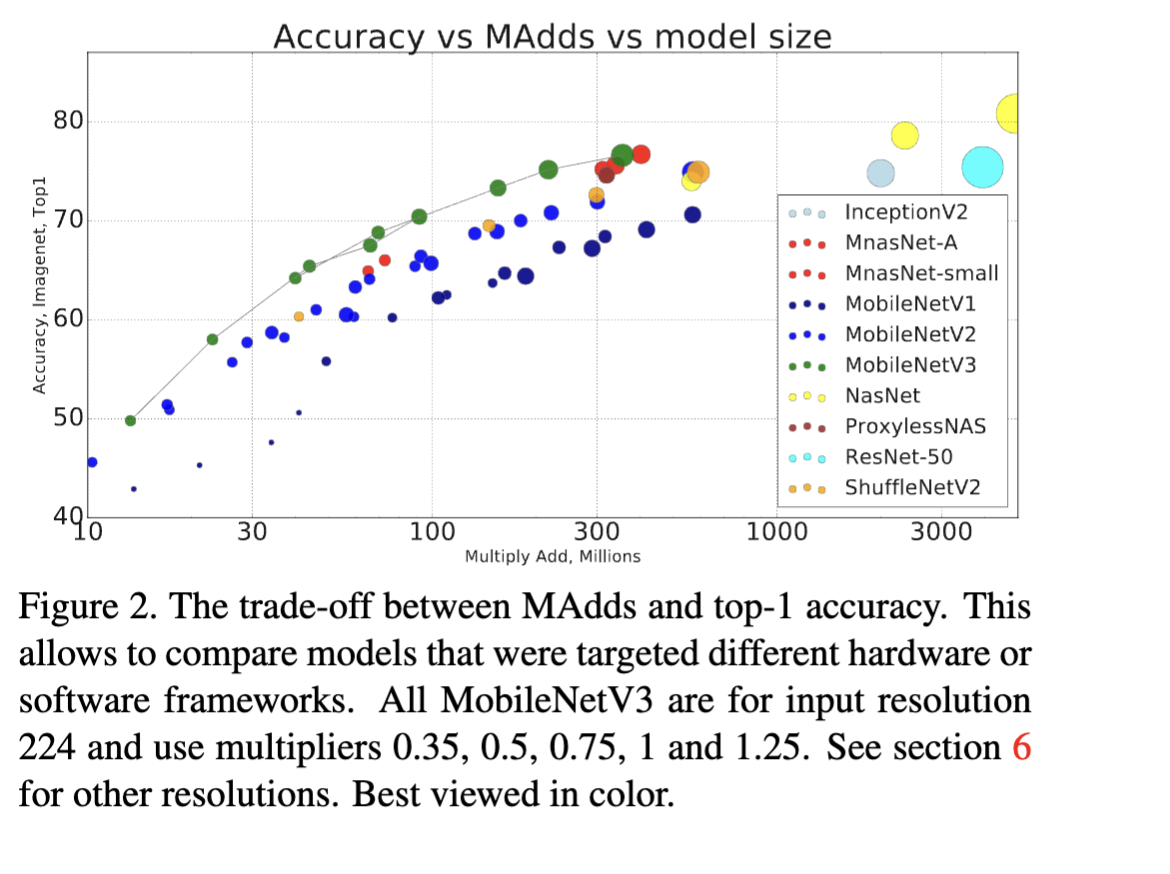 Accuracy vs MAdds vs model size
Accuracy, Imagenet, Top1
80
70
60
50
40
10
30
100
300
1000
3000
Multiply Add, Millions
InceptionV2
MnasNet-A
MnasNet-small
MobileNetV1
MobileNetV2
MobileNetV3
NasNet
ProxylessNAS
ResNet-50
ShuffleNetV2
Figure 2. The trade-off between MAdds and top-1 accuracy. This
allows to compare models that were targeted different hardware or
software frameworks. All MobileNetV3 are for input resolution
224 and use multipliers 0.35, 0.5, 0.75, 1 and 1.25. See section 6
for other resolutions. Best viewed in color.